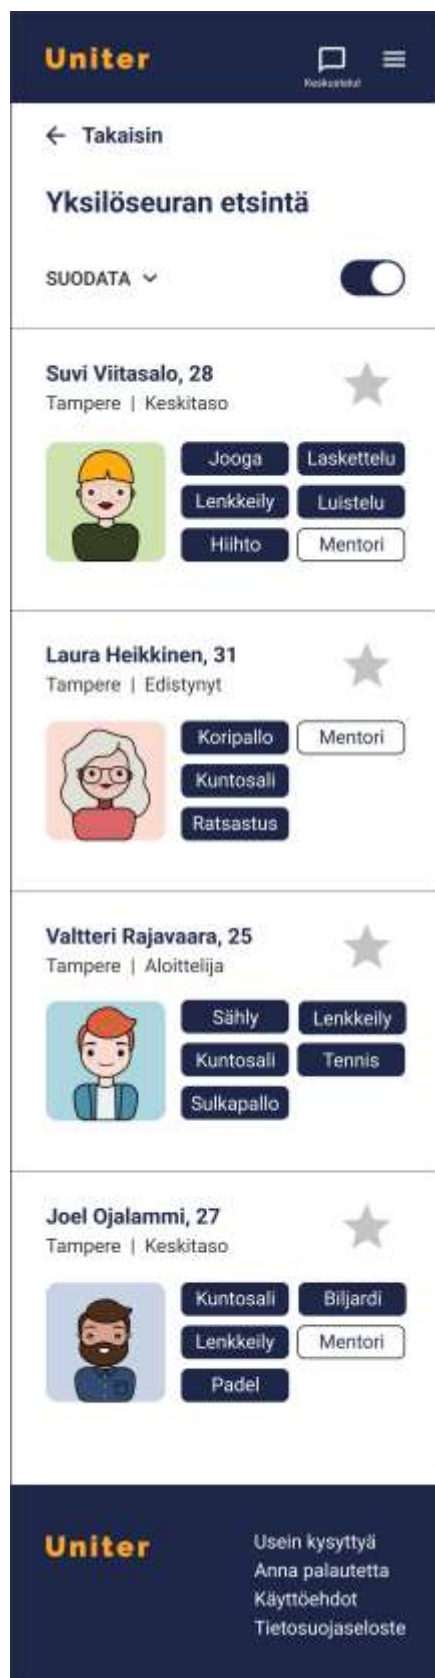 Uniter
Keskustelut
← Takaisin
Yksilöseuran etsintä
SUODATA
Suvi Viitasalo, 28
Tampere | Keskitaso
Jooga Laskettelu
Lenkkeily Luistelu
Hiihto Mentori
Laura Heikkinen, 31
Tampere | Edistynyt
Koripallo Mentori
Kuntosali
Ratsastus
Valtteri Rajavaara, 25
Tampere | Aloittelija
Sähly Lenkkeily
Kuntosali Tennis
Sulkapallo
Joel Ojalammi, 27
Tampere | Keskitaso
Kuntosali Biljardi
Lenkkeily Mentori
Padel
Uniter
Usein kysyttyä
Anna palautetta
Käyttöehdot
Tietosuojaseloste